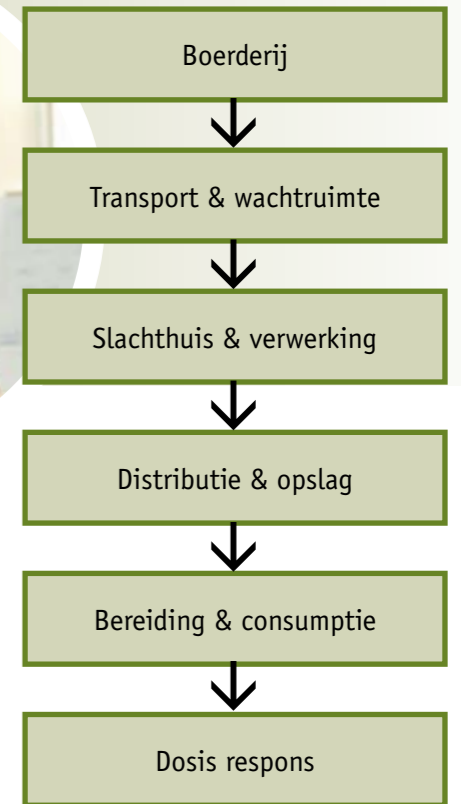 Boerderij
Transport & wachtruimte
Slachthuis & verwerking
Distributie & opslag
Bereiding & consumptie
Dosis respons